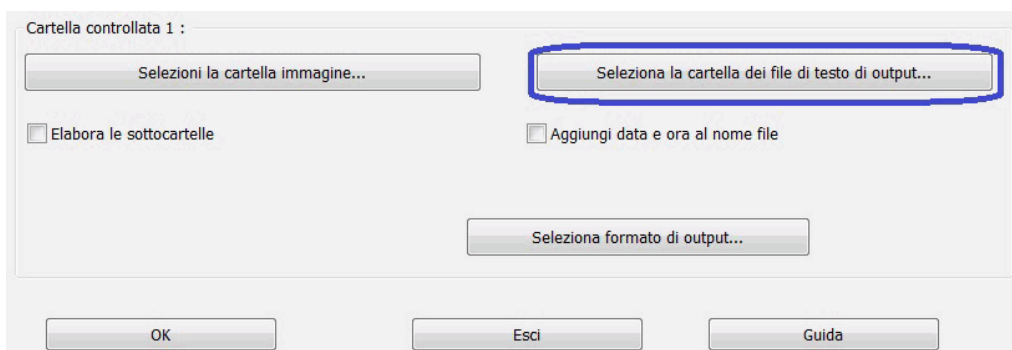 Cartella controllata 1 :
Selezioni la cartella immagine...
Seleziona la cartella dei file di testo di output...
Elabora le sottocartelle
Aggiungi data e ora al nome file
Seleziona formato di output...
OK
Esci
Guida